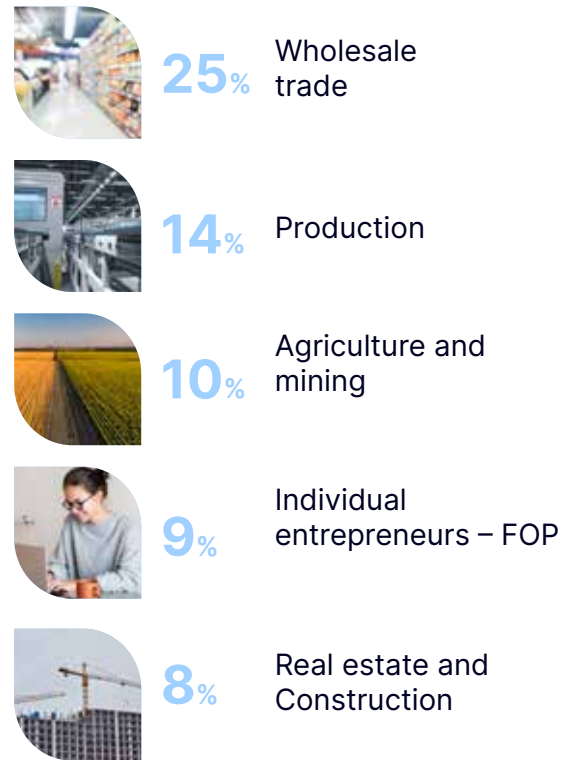 25%
Wholesale
trade
14%
Production
10%
Agriculture and
mining
9%
Individual
entrepreneurs – FOP
8%
Real estate and
Construction